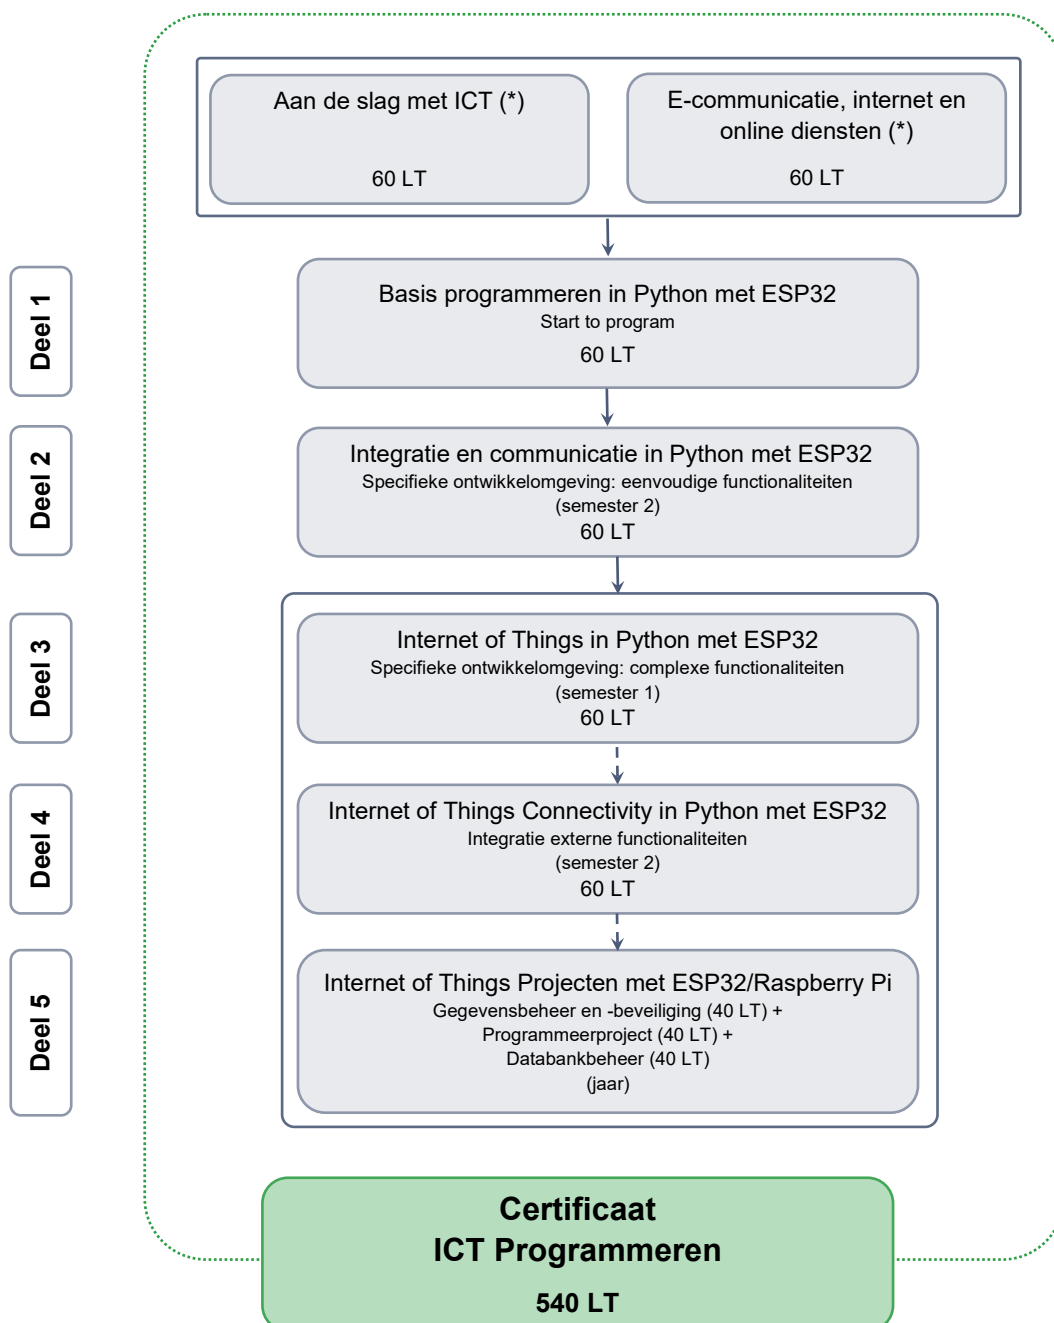 Aan de slag met ICT (*)
60 LT
E-communicatie, internet en
online diensten (*)
60 LT
Deel 1
Basis programmeren in Python met ESP32
Start to program
60 LT
Deel 2
Integratie en communicatie in Python met ESP32
Specifieke ontwikkelomgeving: eenvoudige functionaliteiten
(semester 2)
60 LT
Deel 3
Internet of Things in Python met ESP32
Specifieke ontwikkelomgeving: complexe functionaliteiten
(semester 1)
60 LT
Deel 4
Internet of Things Connectivity in Python met ESP32
Integratie externe functionaliteiten
(semester 2)
60 LT
Deel 5
Internet of Things Projecten met ESP32/Raspberry Pi
Gegevensbeheer en -beveiliging (40 LT) +
Programmeerproject (40 LT) +
Databankbeheer (40 LT)
(jaar)
Certificaat
ICT Programmeren
540 LT